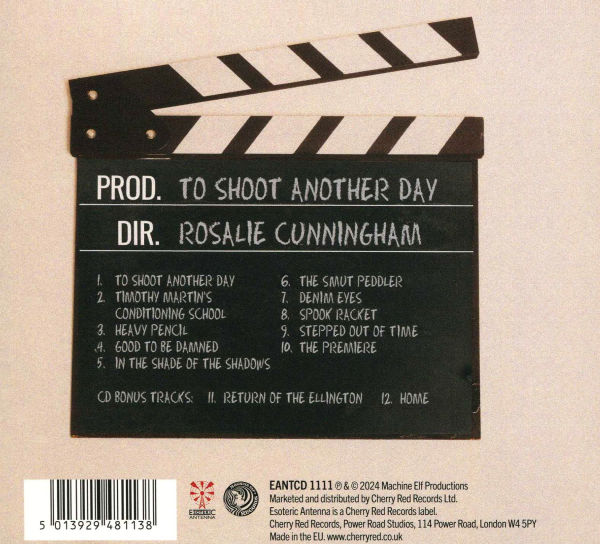 PROD. TO SHOOT ANOTHER DAY
DIR. ROSALIE CUNNINGHAM
1. TO SHOOT ANOTHER DAY
2. TIMOTHY MARTIN'S
CONDITIONING SCHOOL
3. HEAVY PENCIL
4. GOOD TO BE DAMNED
5. IN THE SHADE OF THE SHADOWS
6. THE SMUT PEDDLER
7. DENIM EYES
8. SPOOK RACKET
9. STEPPED OUT OF TIME
10. THE PREMIERE
CD BONUS TRACKS: 11. RETURN OF THE ELLINGTON 12. HOME
5 013929 481138
ESOTERIC
ANTENNA
EANTCD 1111 ℗ & © 2024 Machine Elf Productions
Marketed and distributed by Cherry Red Records Ltd.
Esoteric Antenna is a Cherry Red Records label.
Cherry Red Records, Power Road Studios, 114 Power Road, London W4 5PY
Made in the EU. www.cherryred.co.uk